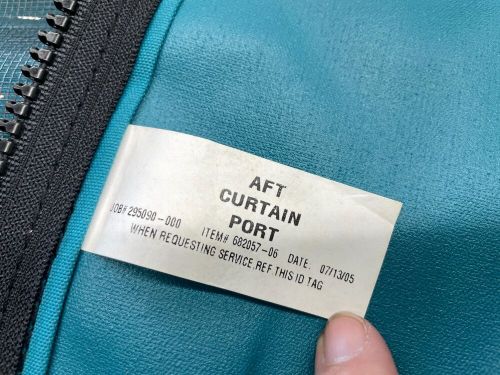 AFT
CURTAIN
PORT
JOB# 295090-000 ITEM# 682057-06 DATE: 07/13/05
WHEN REQUESTING SERVICE REF THIS ID TAG